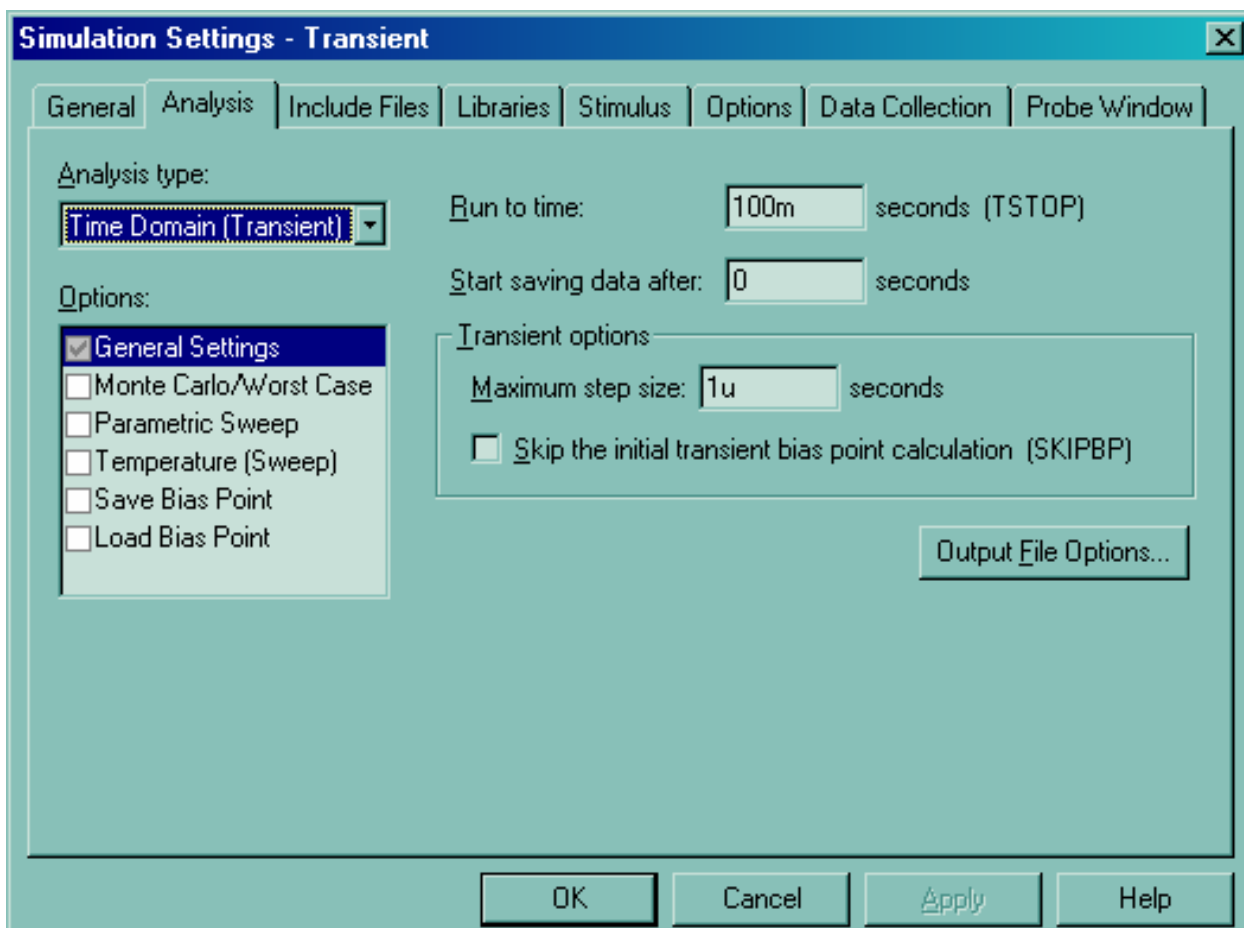 Simulation Settings - Transient
General Analysis Include Files Libraries Stimulus Options Data Collection Probe Window
Analysis type:
Time Domain (Transient)
Options:
General Settings
Monte Carlo/Worst Case
Parametric Sweep
Temperature (Sweep)
Save Bias Point
Load Bias Point
Run to time: 100m seconds (TSTOP)
Start saving data after: 0 seconds
Transient options
Maximum step size: 1u seconds
Skip the initial transient bias point calculation (SKIPBP)
Output File Options...
OK Cancel Apply Help